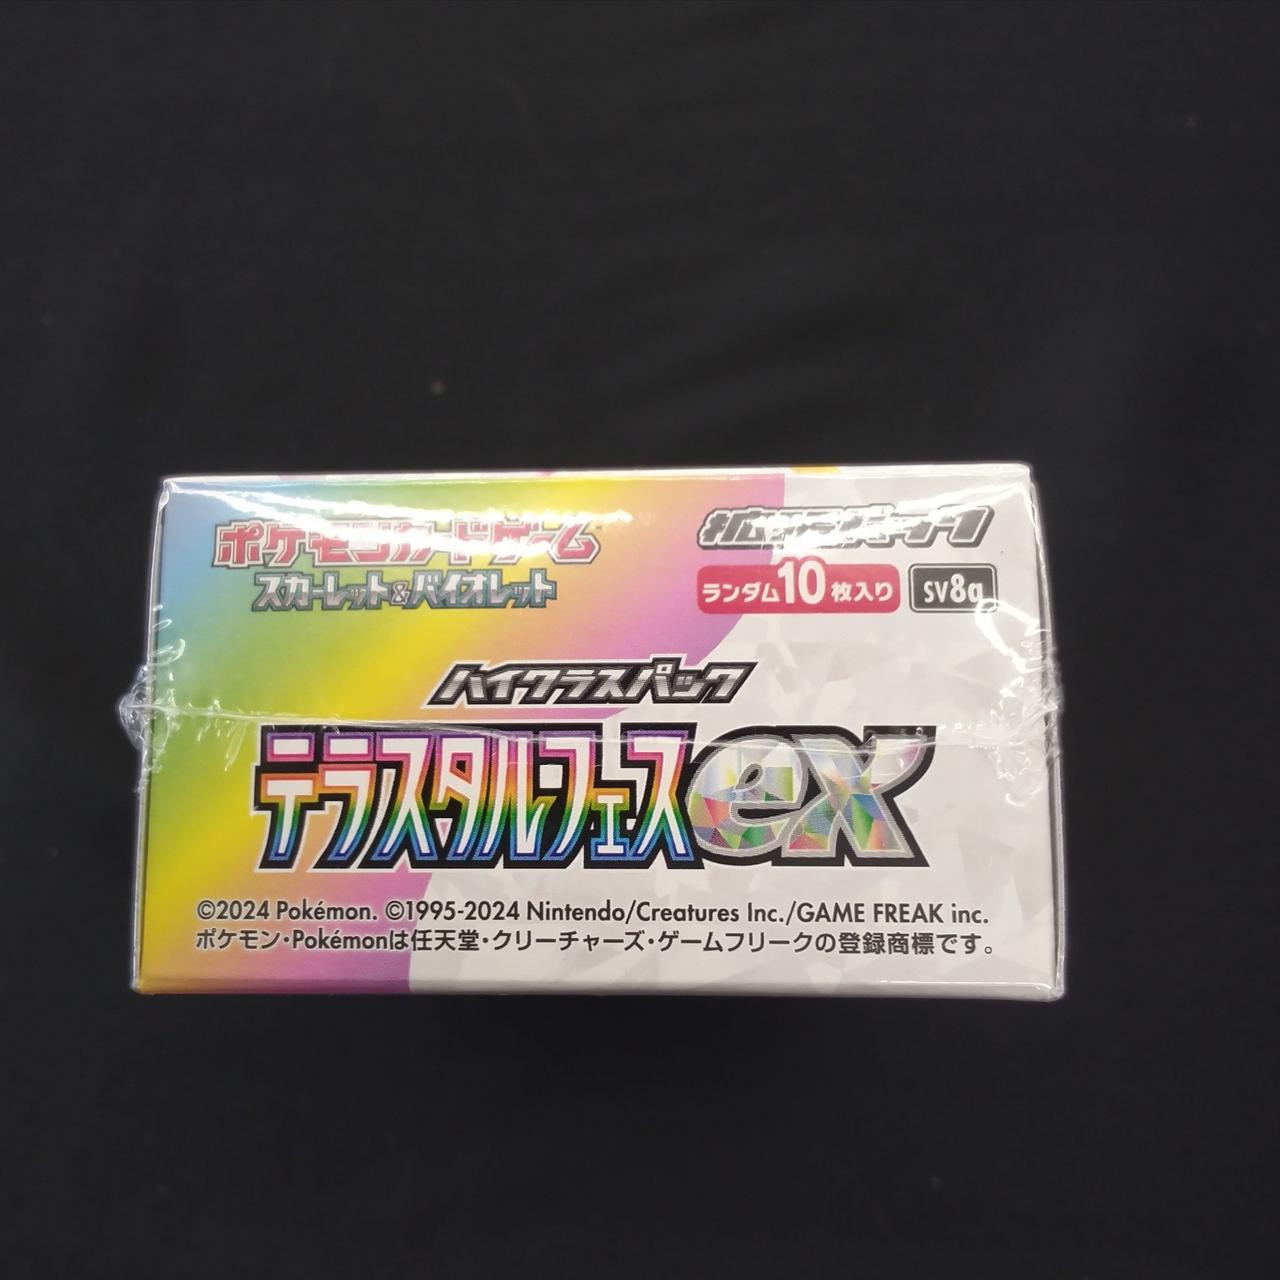 ポケモンカードゲーム
スカーレット&バイオレット
拡張パック
ランダム10枚入り
SV8a
ハイクラスパック
テラスタルフェスex
©2024 Pokémon. ©1995-2024 Nintendo/Creatures Inc./GAME FREAK inc.
ポケモン・Pokémonは任天堂・クリーチャーズ・ゲームフリークの登録商標です。